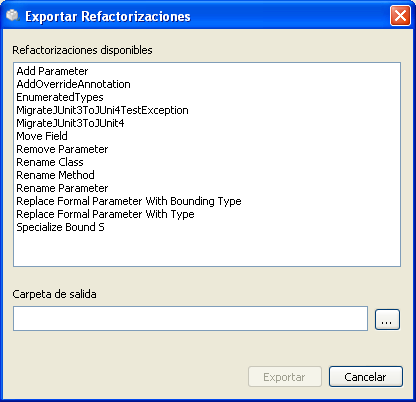 Exportar Refactorizaciones
Refactorizaciones disponibles
Add Parameter
AddOverrideAnnotation
EnumeratedTypes
MigrateJUnit3ToJUni4TestException
MigrateJUnit3ToJUnit4
Move Field
Remove Parameter
Rename Class
Rename Method
Rename Parameter
Replace Formal Parameter With Bounding Type
Replace Formal Parameter With Type
Specialize Bound S
Carpeta de salida
...
Exportar
Cancelar